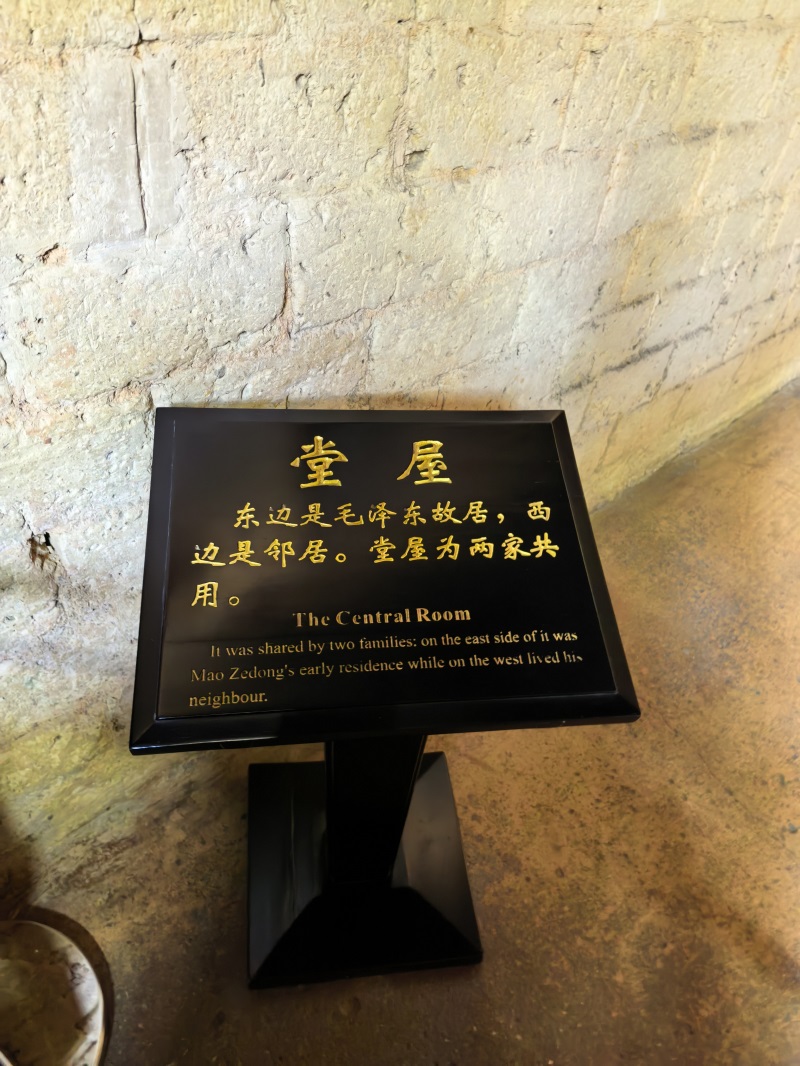 堂 屋
东边是毛泽东故居，西
边是邻居。堂屋为两家共
用。
The Central Room
It was shared by two families: on the east side of it was
Mao Zedong's early residence while on the west lived his
neighbour.